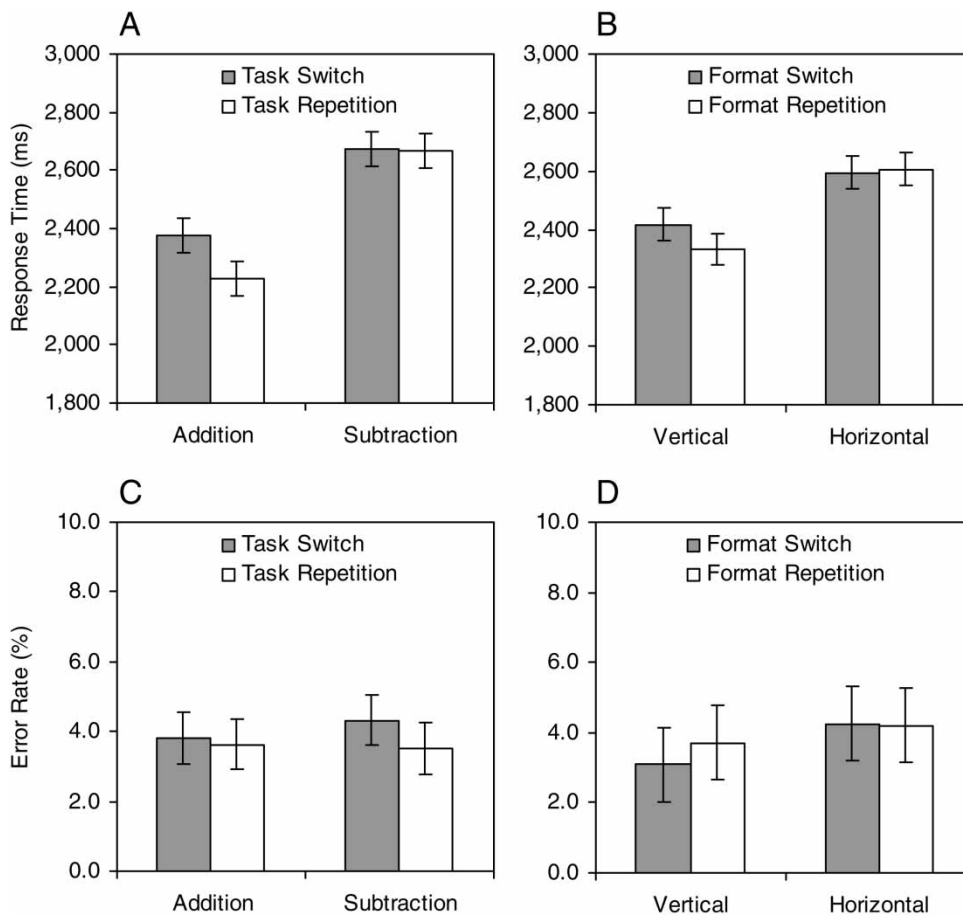 A
3,000
2,800
2,600
2,400
2,200
2,000
1,800
Response Time (ms)
Task Switch
Task Repetition
Addition
Subtraction
B
3,000
2,800
2,600
2,400
2,200
2,000
1,800
Format Switch
Format Repetition
Vertical
Horizontal
C
10.0
8.0
6.0
4.0
2.0
0.0
Error Rate (%)
Task Switch
Task Repetition
Addition
Subtraction
D
10.0
8.0
6.0
4.0
2.0
0.0
Format Switch
Format Repetition
Vertical
Horizontal